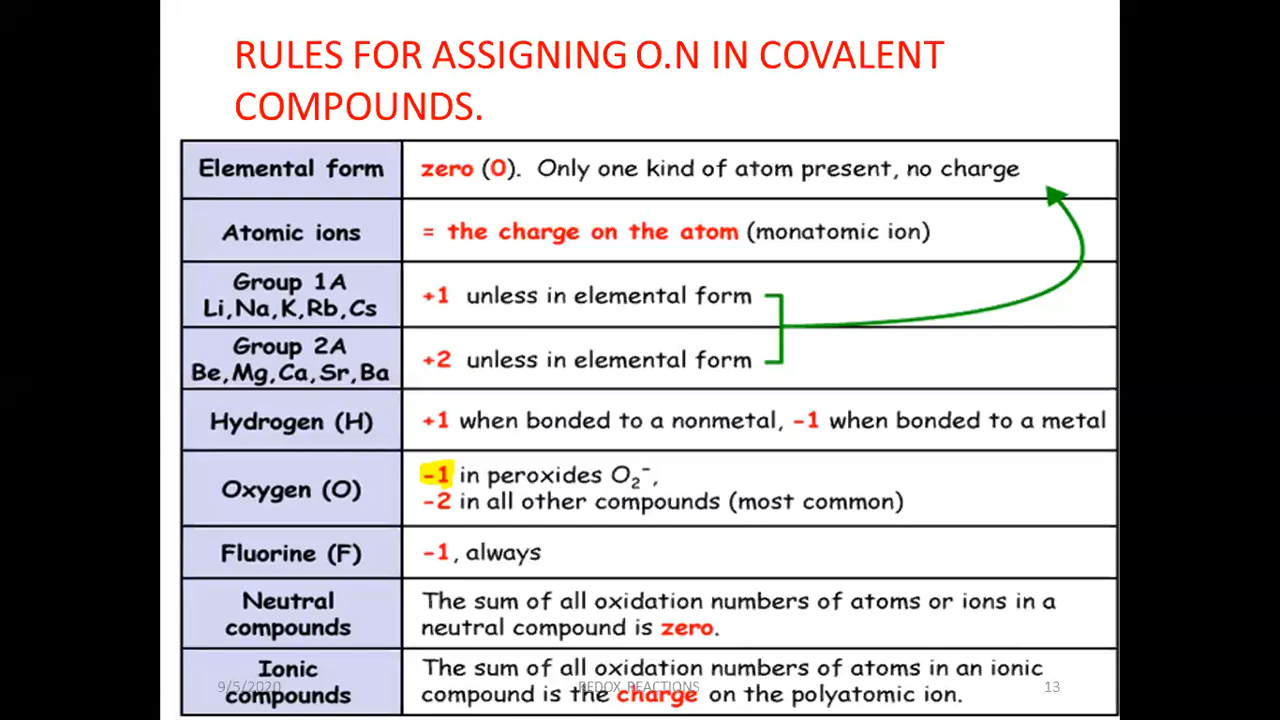 RULES FOR ASSIGNING O.N IN COVALENT
COMPOUNDS.
Elemental form zero (0). Only one kind of atom present, no charge
Atomic ions = the charge on the atom (monatomic ion)
Group 1A
Li,Na,K,Rb,Cs
+1 unless in elemental form
Group 2A
Be,Mg,Ca,Sr,Ba
+2 unless in elemental form
Hydrogen (H) +1 when bonded to a nonmetal, -1 when bonded to a metal
Oxygen (O)
-1 in peroxides O₂⁻,
-2 in all other compounds (most common)
Fluorine (F) -1, always
Neutral
compounds
The sum of all oxidation numbers of atoms or ions in a
neutral compound is zero.
Ionic
compounds
The sum of all oxidation numbers of atoms in an ionic
compound is the charge on the polyatomic ion.
9/5/2020 REDOX REACTIONS 13